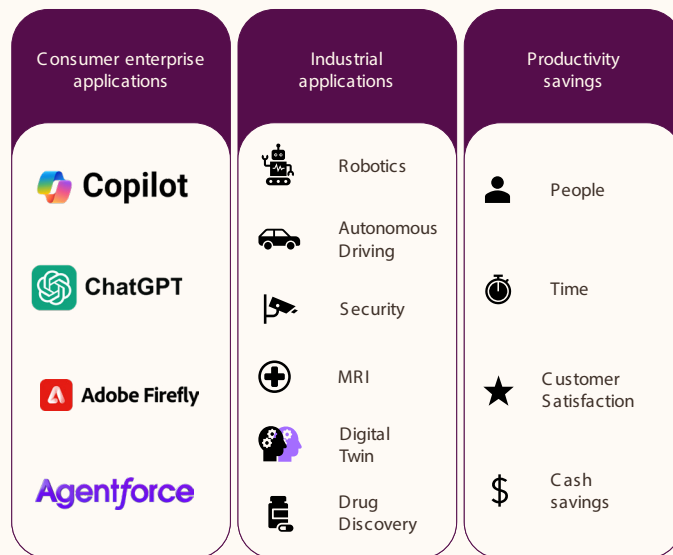 Consumer enterprise
applications
Copilot
ChatGPT
Adobe Firefly
Agentforce
Industrial
applications
Robotics
Autonomous
Driving
Security
MRI
Digital
Twin
Drug
Discovery
Productivity
savings
People
Time
Customer
Satisfaction
$
Cash
savings